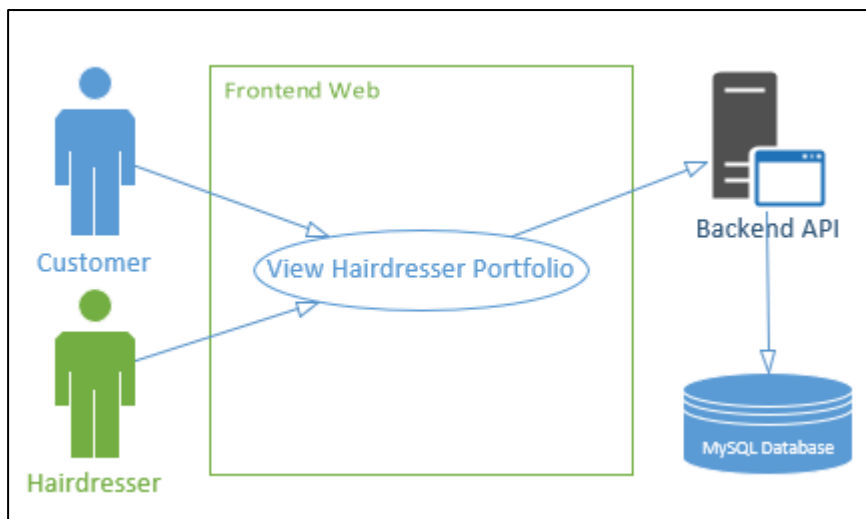 Frontend Web
Customer
View Hairdresser Portfolio
Backend API
Hairdresser
MySQL Database